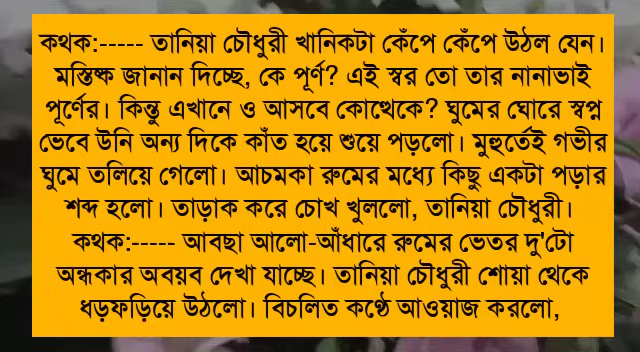 কথক:----- তানিয়া চৌধুরী খানিকটা কেঁপে কেঁপে উঠল যেন।
মস্তিষ্ক জানান দিচ্ছে, কে পূর্ণ? এই স্বর তো তার নানাভাই
পূর্ণের। কিন্তু এখানে ও আসবে কোত্থেকে? ঘুমের ঘোরে স্বপ্ন
ভেবে উনি অন্য দিকে কাঁত হয়ে শুয়ে পড়লো। মুহুর্তেই গভীর
ঘুমে তলিয়ে গেলো। আচমকা রুমের মধ্যে কিছু একটা পড়ার
শব্দ হলো। তাড়াক করে চোখ খুললো, তানিয়া চৌধুরী।
কথক:----- আবছা আলো-আঁধারে রুমের ভেতর দু'টো
অন্ধকার অবয়ব দেখা যাচ্ছে। তানিয়া চৌধুরী শোয়া থেকে
ধড়ফড়িয়ে উঠলো। বিচলিত কণ্ঠে আওয়াজ করলো,